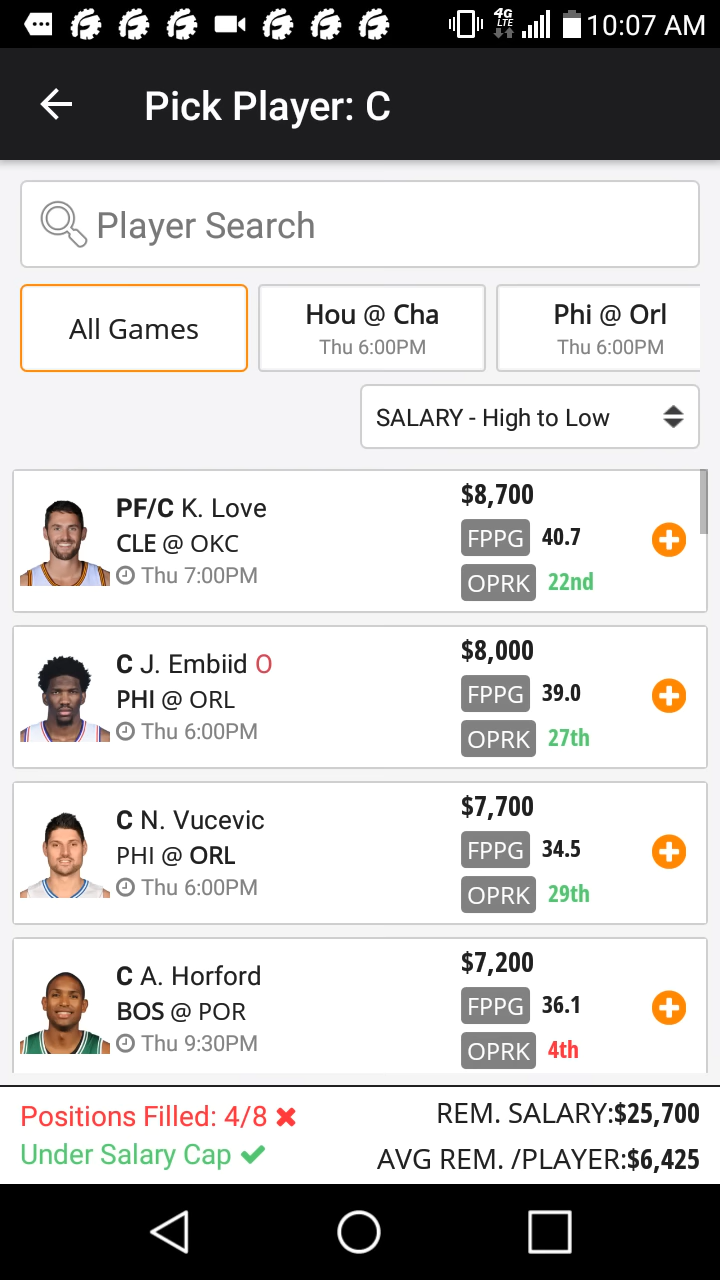 4G LTE 10:07 AM
Pick Player: C
Player Search
All Games
Hou @ Cha
Thu 6:00PM
Phi @ Orl
Thu 6:00PM
SALARY - High to Low
PF/C K. Love
CLE @ OKC
Thu 7:00PM
$8,700
FPPG 40.7
OPRK 22nd
C J. Embiid O
PHI @ ORL
Thu 6:00PM
$8,000
FPPG 39.0
OPRK 27th
C N. Vucevic
PHI @ ORL
Thu 6:00PM
$7,700
FPPG 34.5
OPRK 29th
C A. Horford
BOS @ POR
Thu 9:30PM
$7,200
FPPG 36.1
OPRK 4th
Positions Filled: 4/8
Under Salary Cap
REM. SALARY:$25,700
AVG REM. /PLAYER:$6,425